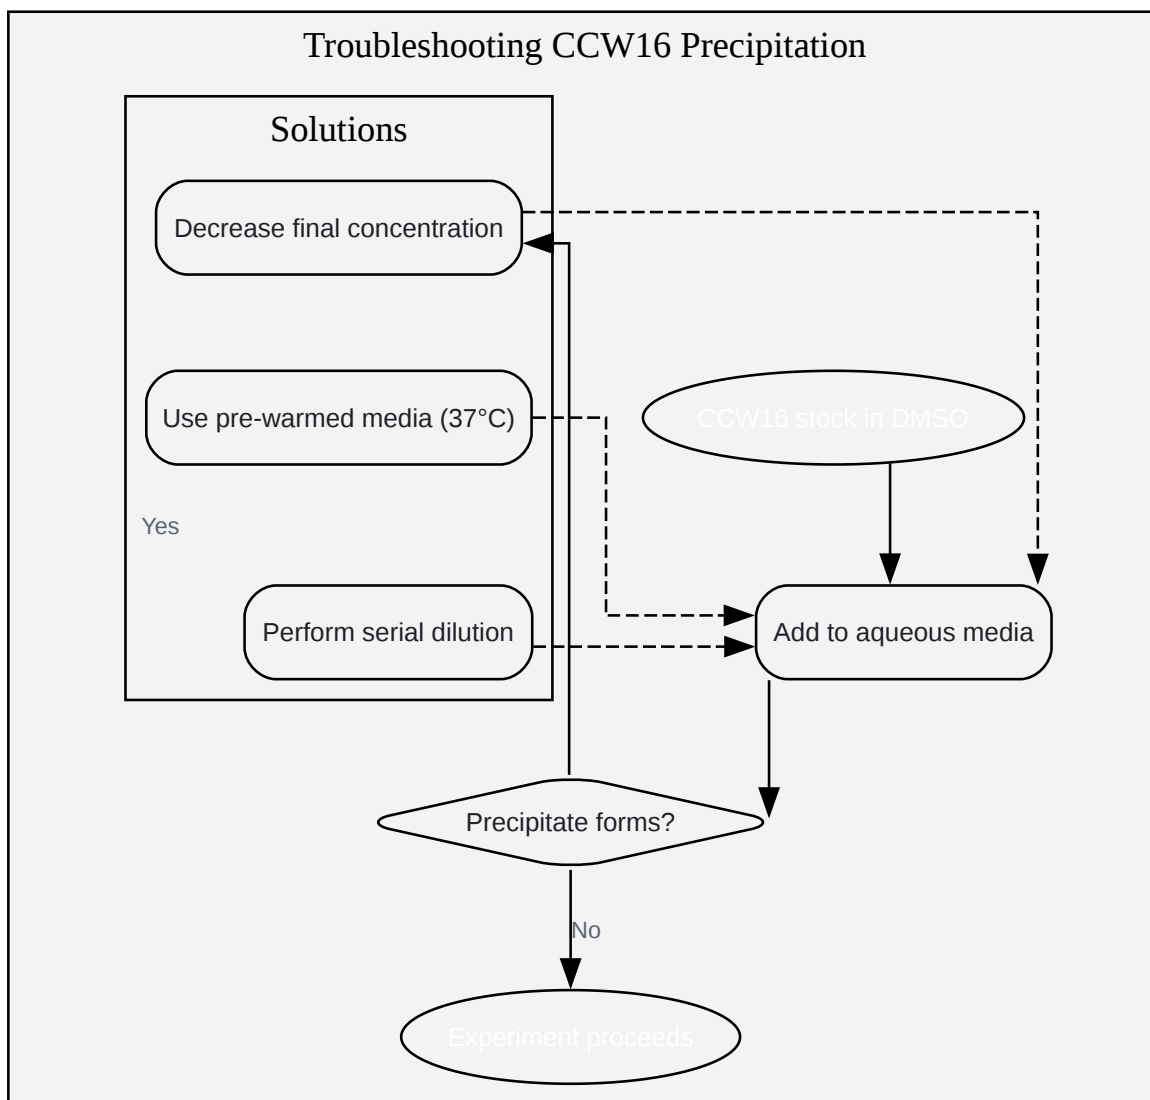 Troubleshooting CCW16 Precipitation
Solutions
Decrease final concentration
Use pre-warmed media (37°C)
CCW16 stock in DMSO
Yes
Perform serial dilution
Add to aqueous media
Precipitate forms?
No
Experiment proceeds